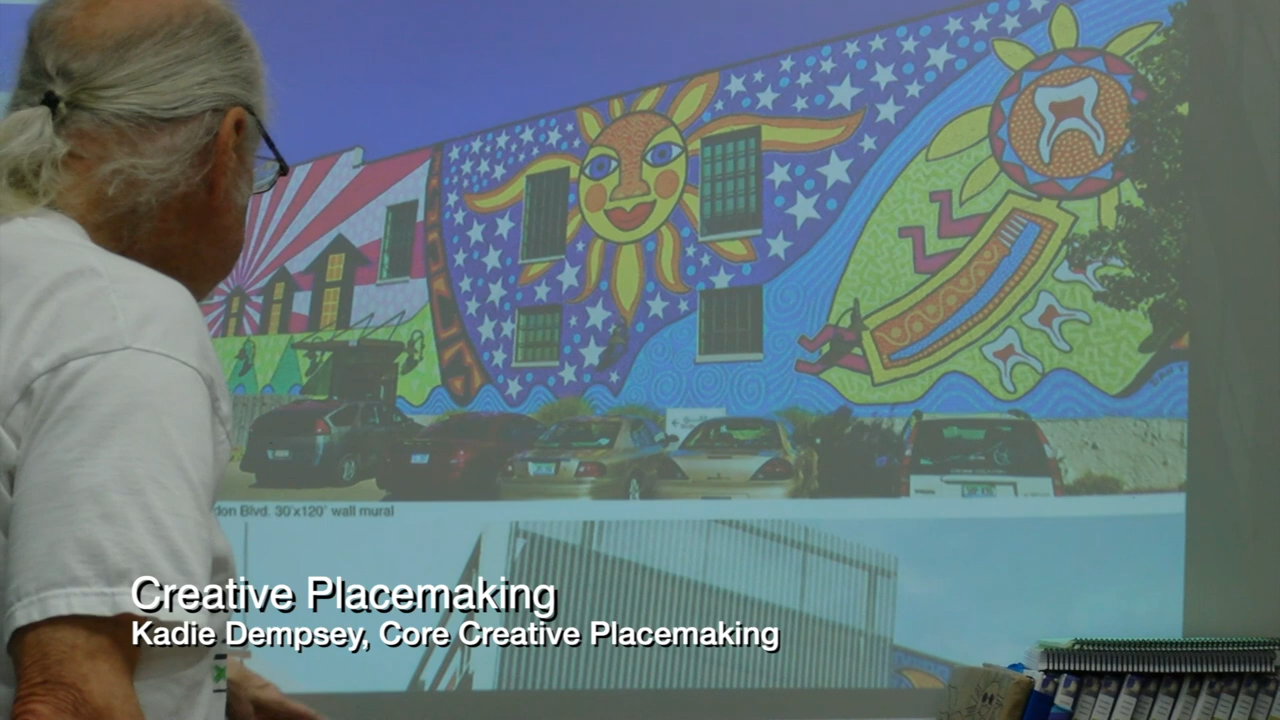 don Blvd. 30'x120' wall mural
Creative Placemaking
Kadie Dempsey, Core Creative Placemaking